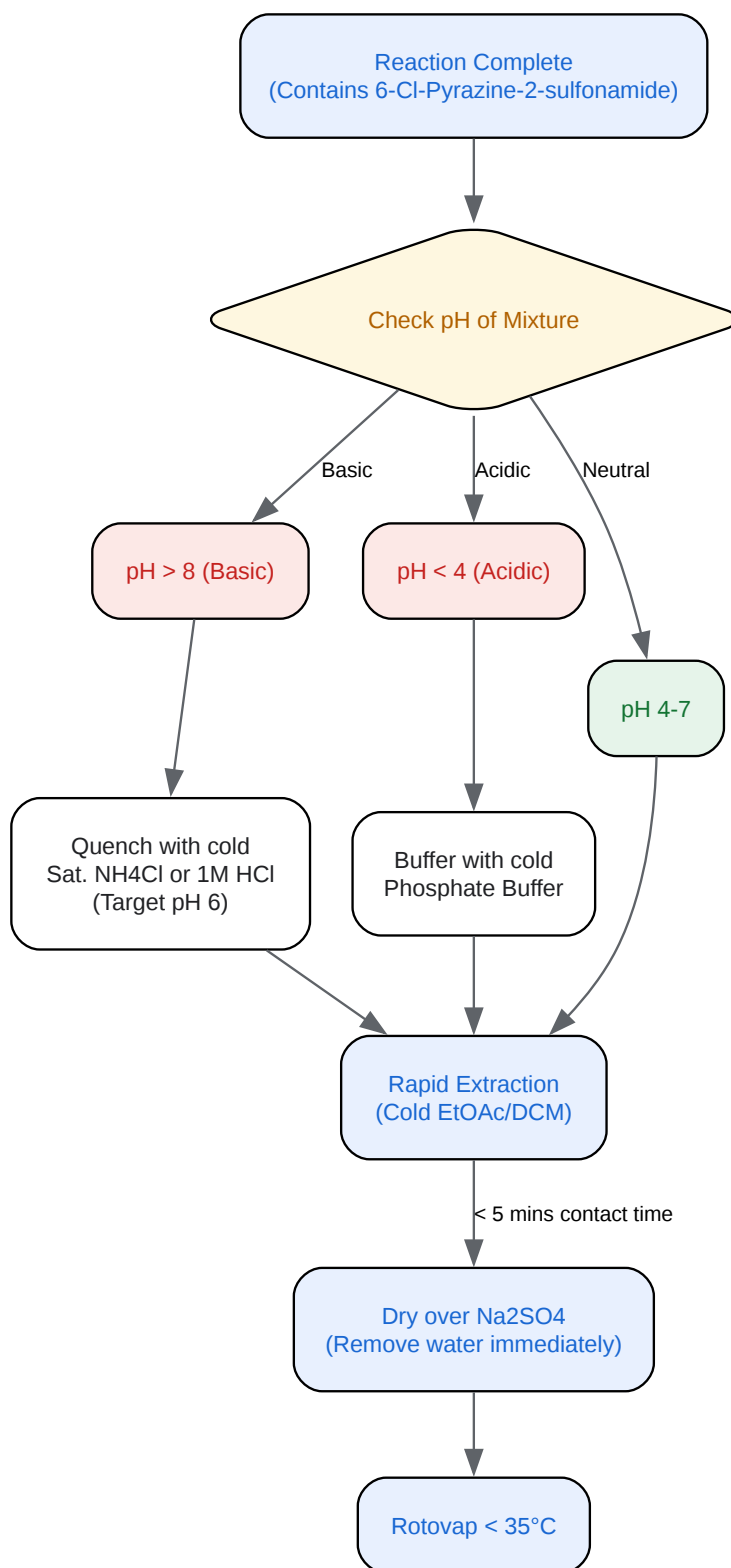 Reaction Complete
(Contains 6-Cl-Pyrazine-2-sulfonamide)
Check pH of Mixture
Basic
Acidic
Neutral
pH > 8 (Basic)
pH < 4 (Acidic)
pH 4-7
Quench with cold
Sat. NH4Cl or 1M HCl
(Target pH 6)
Buffer with cold
Phosphate Buffer
Rapid Extraction
(Cold EtOAc/DCM)
< 5 mins contact time
Dry over Na2SO4
(Remove water immediately)
Rotovap < 35°C